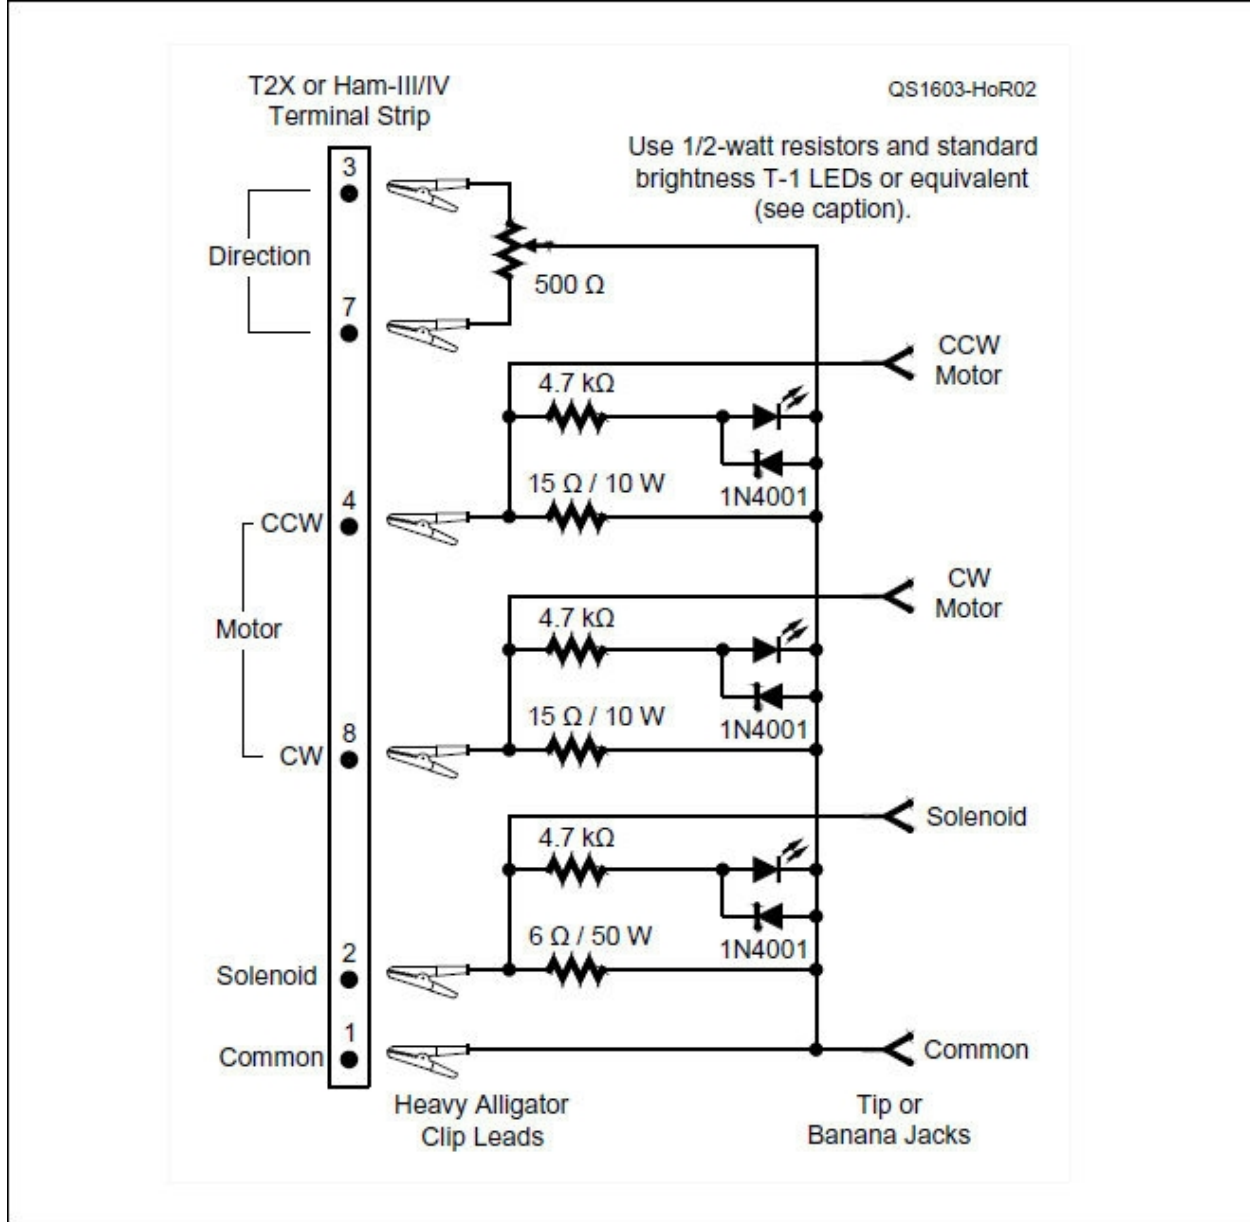 T2X or Ham-III/IV
Terminal Strip
QS1603-HoR02
Use 1/2-watt resistors and standard
brightness T-1 LEDs or equivalent
(see caption).
3
Direction
500 Ω
7
CCW
Motor
4.7 kΩ
1N4001
15 Ω / 10 W
4
CCW
CW
Motor
4.7 kΩ
Motor
1N4001
15 Ω / 10 W
8
CW
Solenoid
4.7 kΩ
1N4001
6 Ω / 50 W
2
Solenoid
1
Common
Common
Heavy Alligator
Clip Leads
Tip or
Banana Jacks